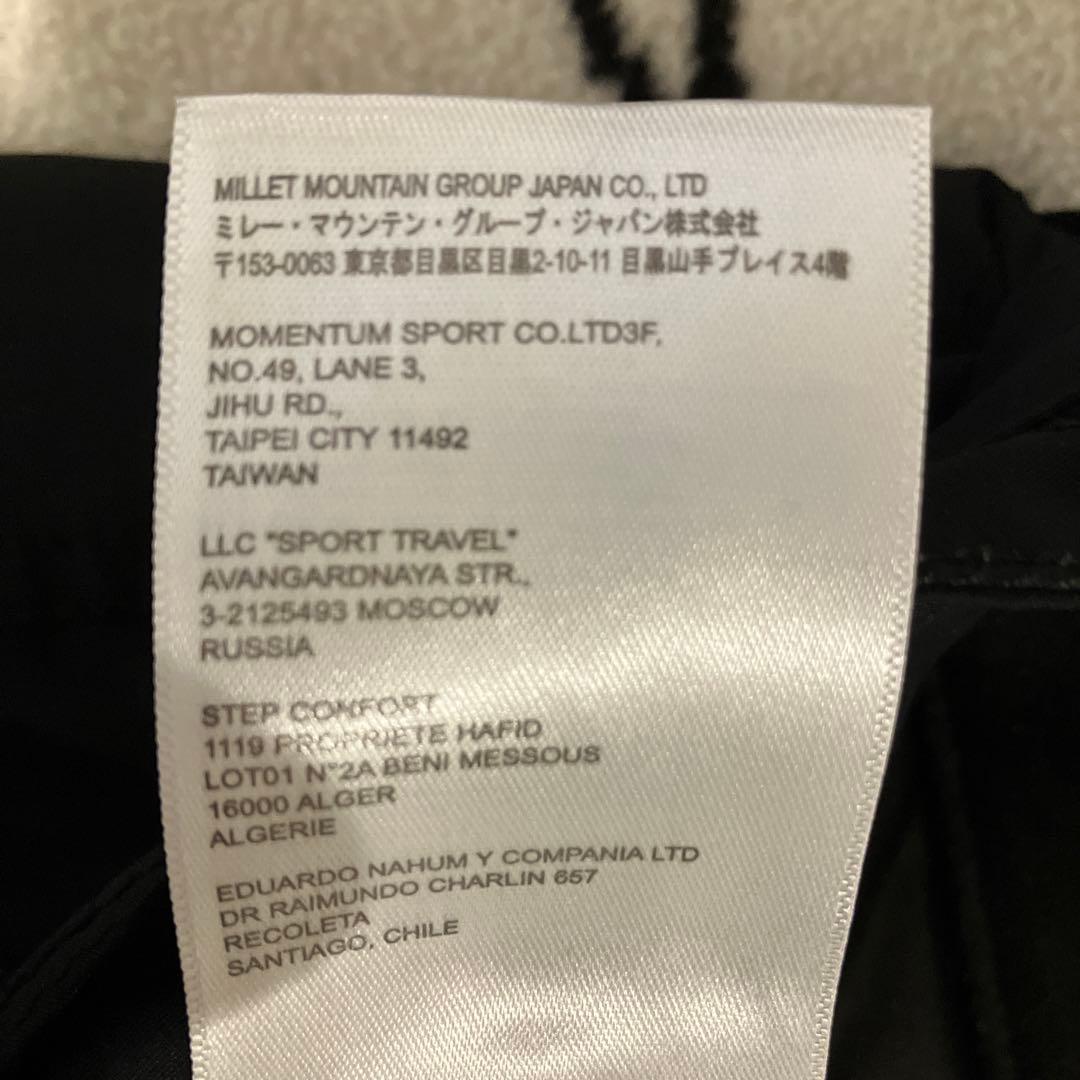 MILLET MOUNTAIN GROUP JAPAN CO., LTD
ミレー・マウンテン・グループ・ジャパン株式会社
〒153-0063 東京都目黒区目黒2-10-11 目黒山手プレイス4階
MOMENTUM SPORT CO.LTD3F,
NO.49, LANE 3,
JIHU RD.,
TAIPEI CITY 11492
TAIWAN
LLC "SPORT TRAVEL"
AVANGARDNAYA STR.,
3-2125493 MOSCOW
RUSSIA
STEP COMFORT
1119 PROPRIETE HAFID
LOT01 N°2A BENI MESSOUS
16000 ALGER
ALGERIE
EDUARDO NAHUM Y COMPANIA LTD
DR RAIMUNDO CHARLIN 657
RECOLETA
SANTIAGO, CHILE